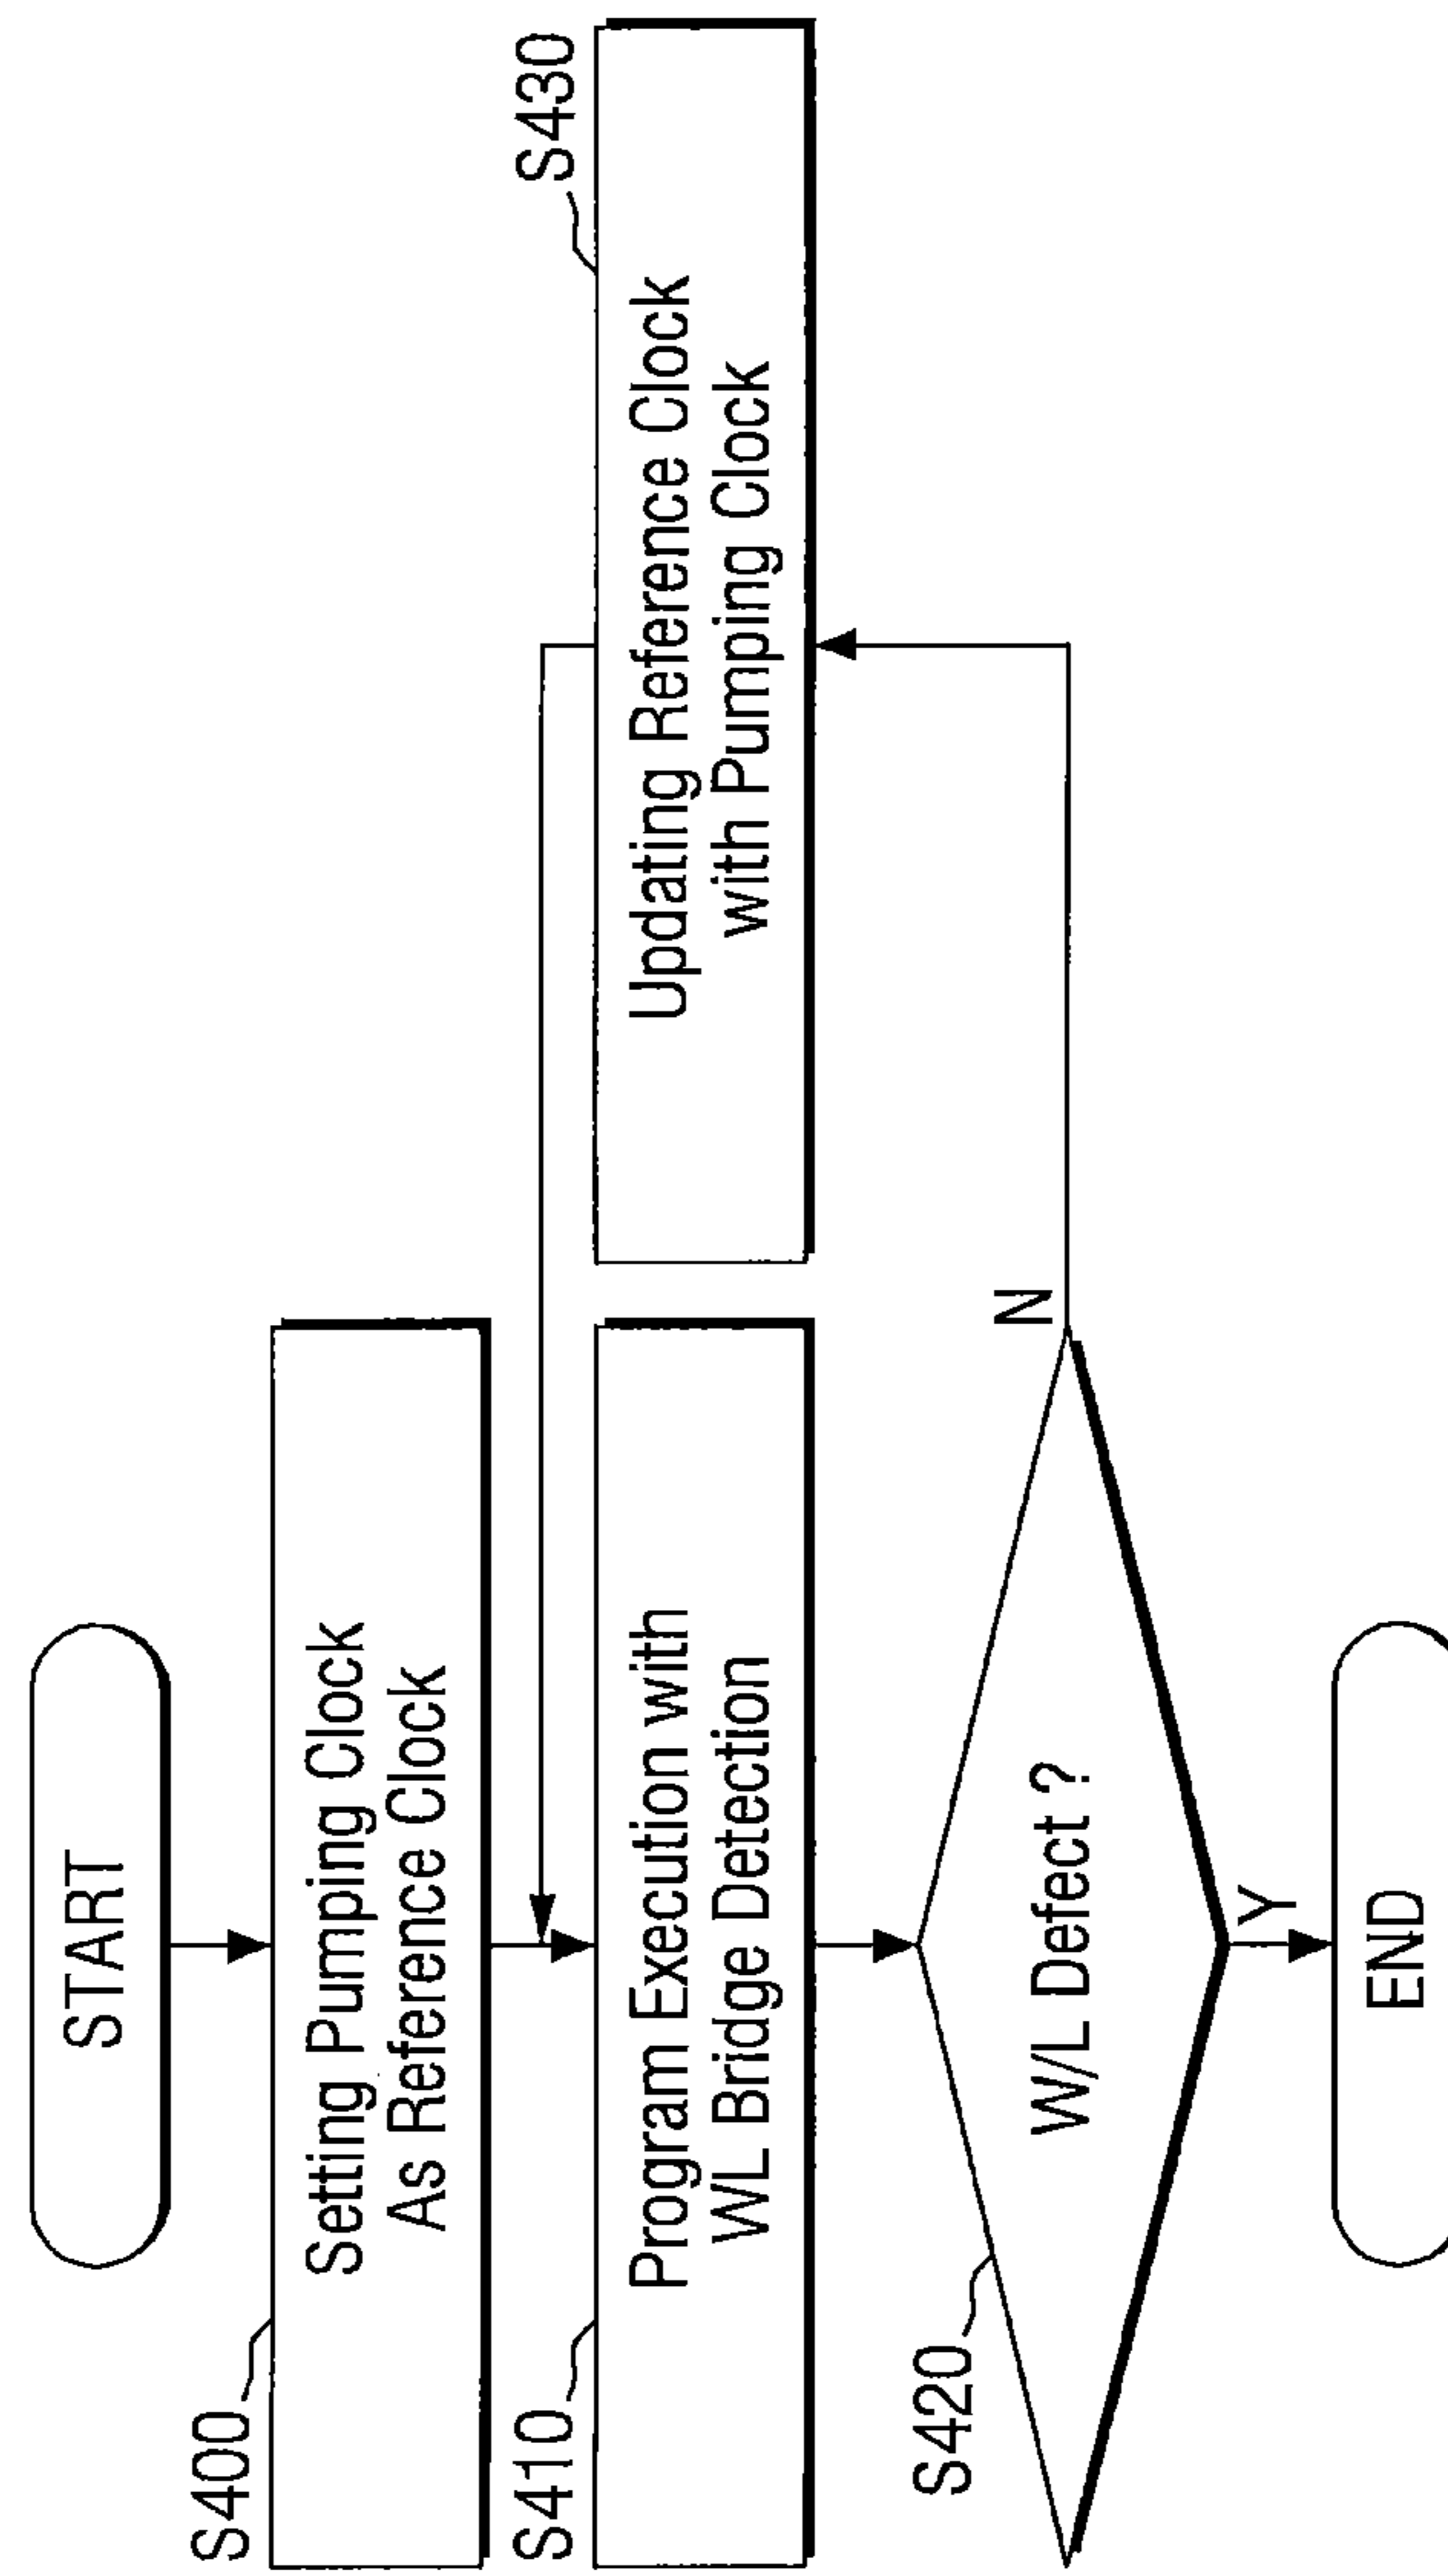 START
S400
Setting Pumping Clock
As Reference Clock
S410
Program Execution with
WL Bridge Detection
S430
Updating Reference Clock
with Pumping Clock
S420
W/L Defect ?
N
Y
END